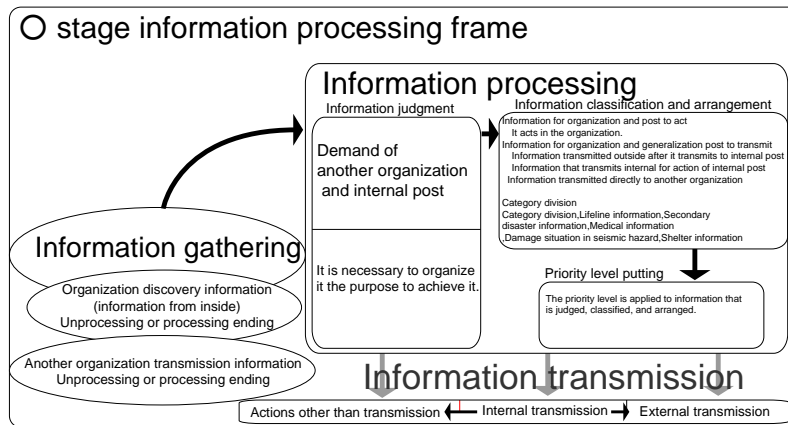 ○ stage information processing frame
Information processing
Information judgment
Demand of
another organization
and internal post
It is necessary to organize
it the purpose to achieve it.
Information classification and arrangement
Information for organization and post to act
It acts in the organization.
Information for organization and generalization post to transmit
Information transmitted outside after it transmits to internal post
Information that transmits internal for action of internal post
Information transmitted directly to another organization
Category division
Category division,Lifeline information,Secondary
disaster information,Medical information
,Damage situation in seismic hazard,Shelter information
Priority level putting
The priority level is applied to information that
is judged, classified, and arranged.
Information gathering
Organization discovery information
(information from inside)
Unprocessing or processing ending
Another organization transmission information
Unprocessing or processing ending
Information transmission
Actions other than transmission
Internal transmission
External transmission